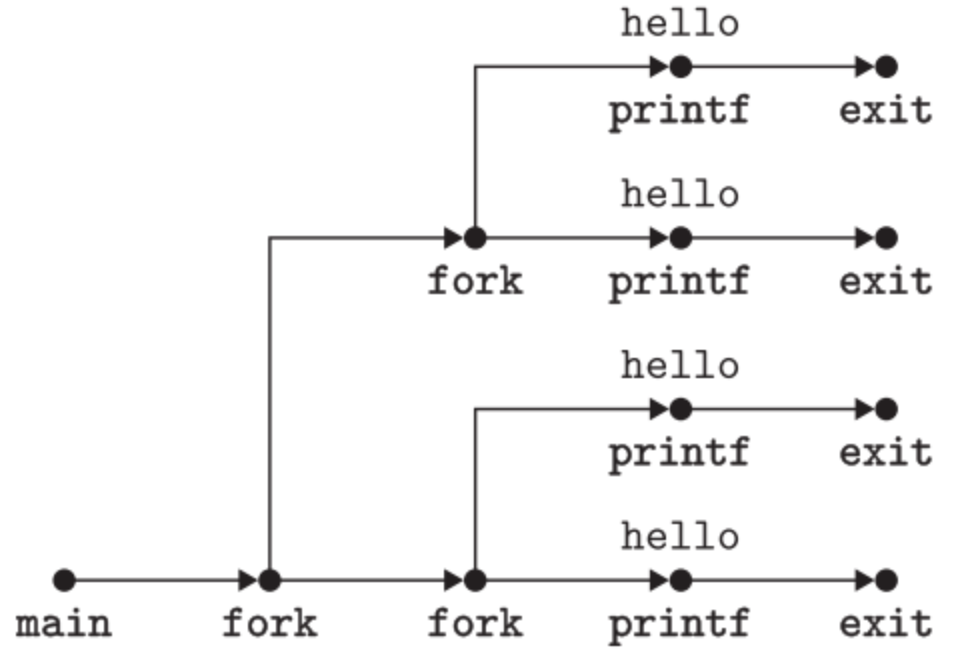 hello
printf exit
hello
fork printf exit
hello
printf exit
hello
main fork fork printf exit